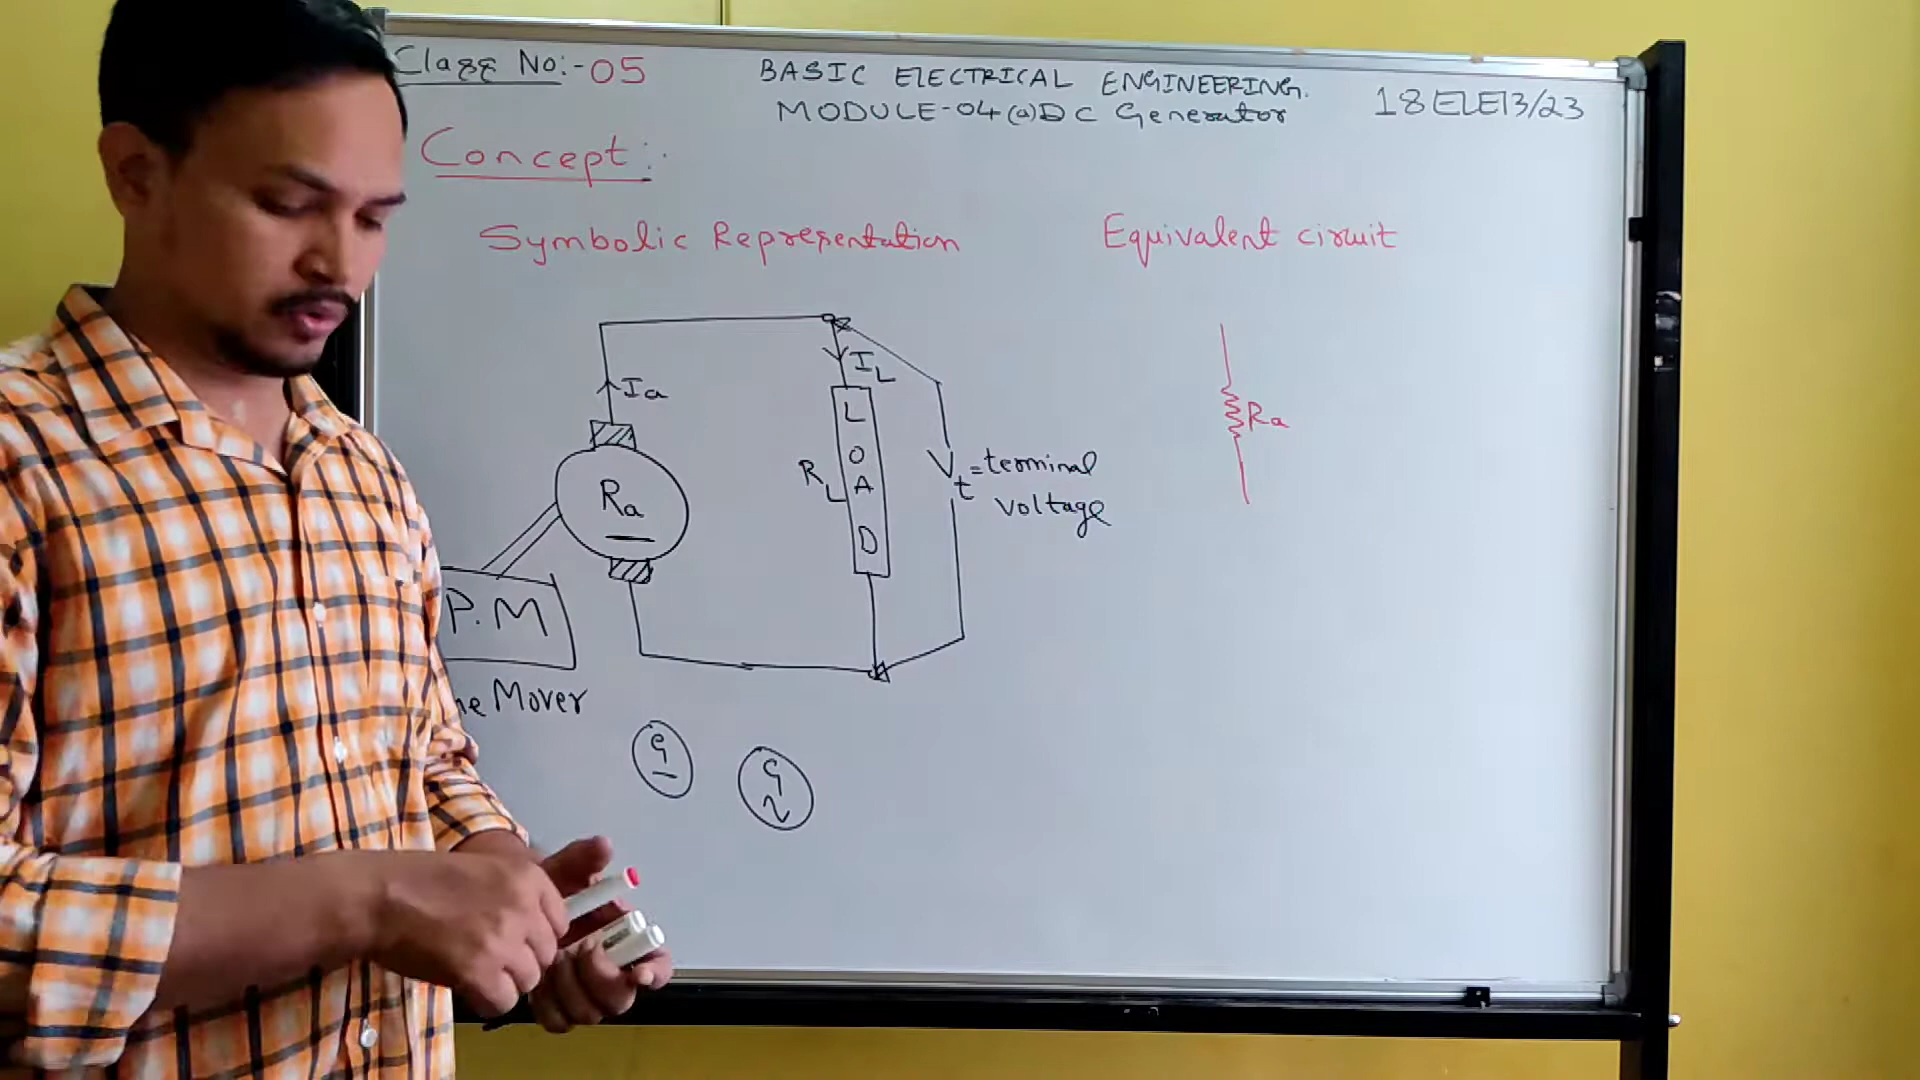 Class No:- 05
BASIC ELECTRICAL ENGINEERING.
MODULE-04 (a) DC Generator
18ELE13/23
Concept:
Symbolic Representation
Equivalent circuit
Ia
IL
Ra
RL
LOAD
Vt = terminal
voltage
Ra
P.M
Mover
G
G